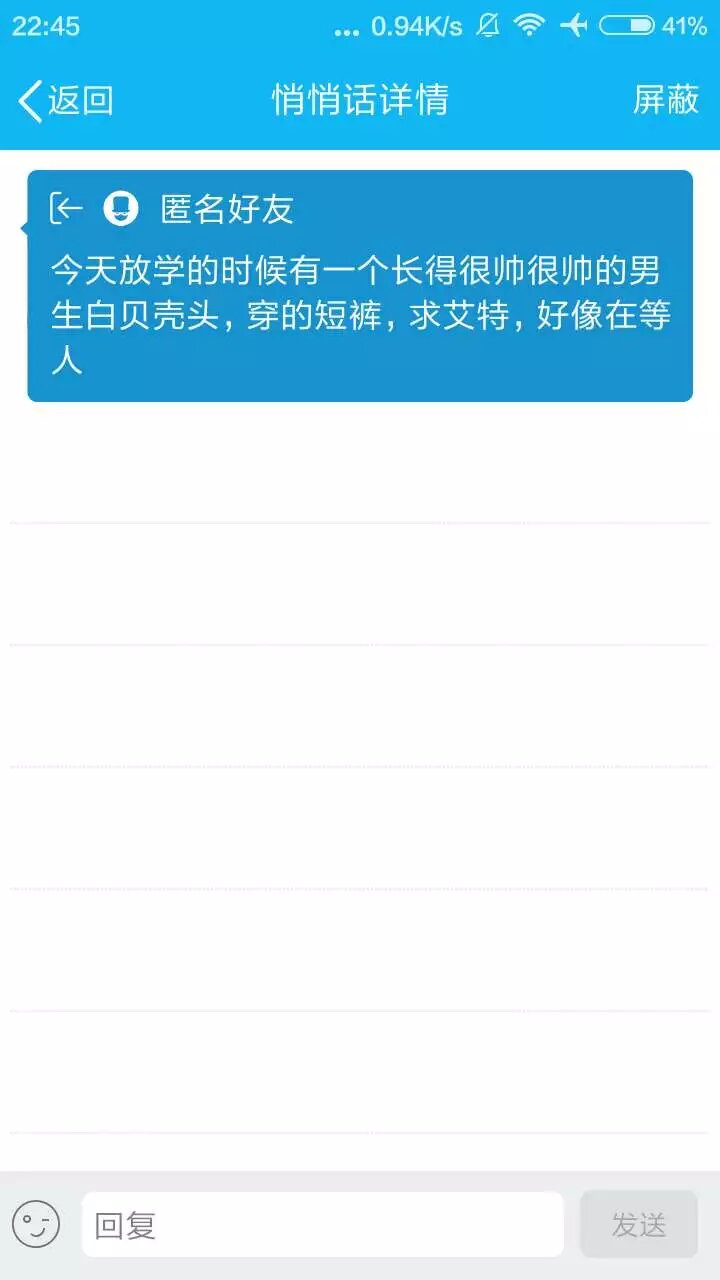 22:45 ... 0.94K/s 41%
返回 悄悄话详情 屏蔽
匿名好友
今天放学的时候有一个长得很帅很帅的男
生白贝壳头，穿的短裤，求艾特，好像在等
人
回复 发送